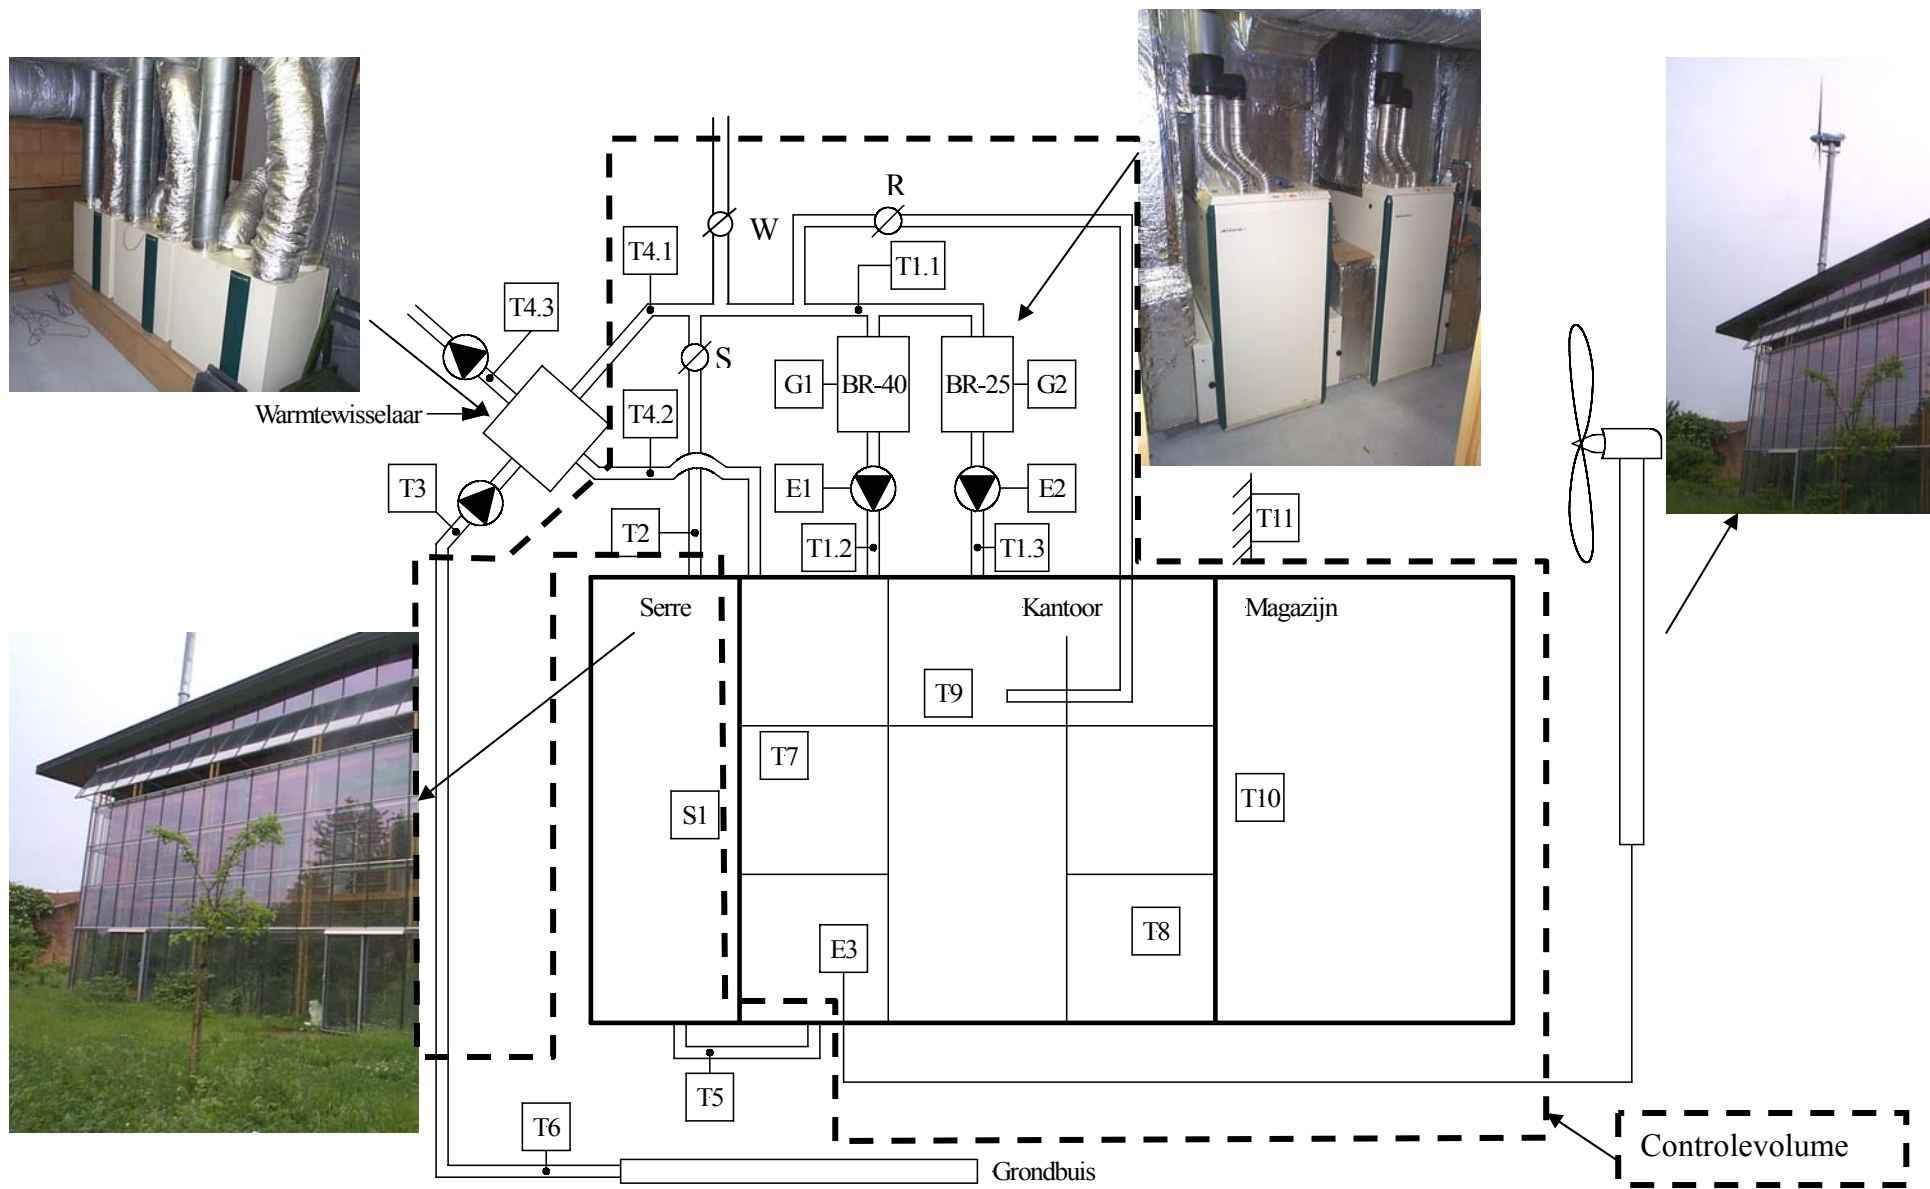 R
W
T4.1
T1.1
T4.3
S
G1
BR-40
BR-25
G2
Warmtewisselaar
T4.2
T3
E1
E2
T11
T2
T1.2
T1.3
Serre
Kantoor
Magazijn
T9
T7
T10
S1
T8
E3
T5
T6
Controlevolume
Grondbuis